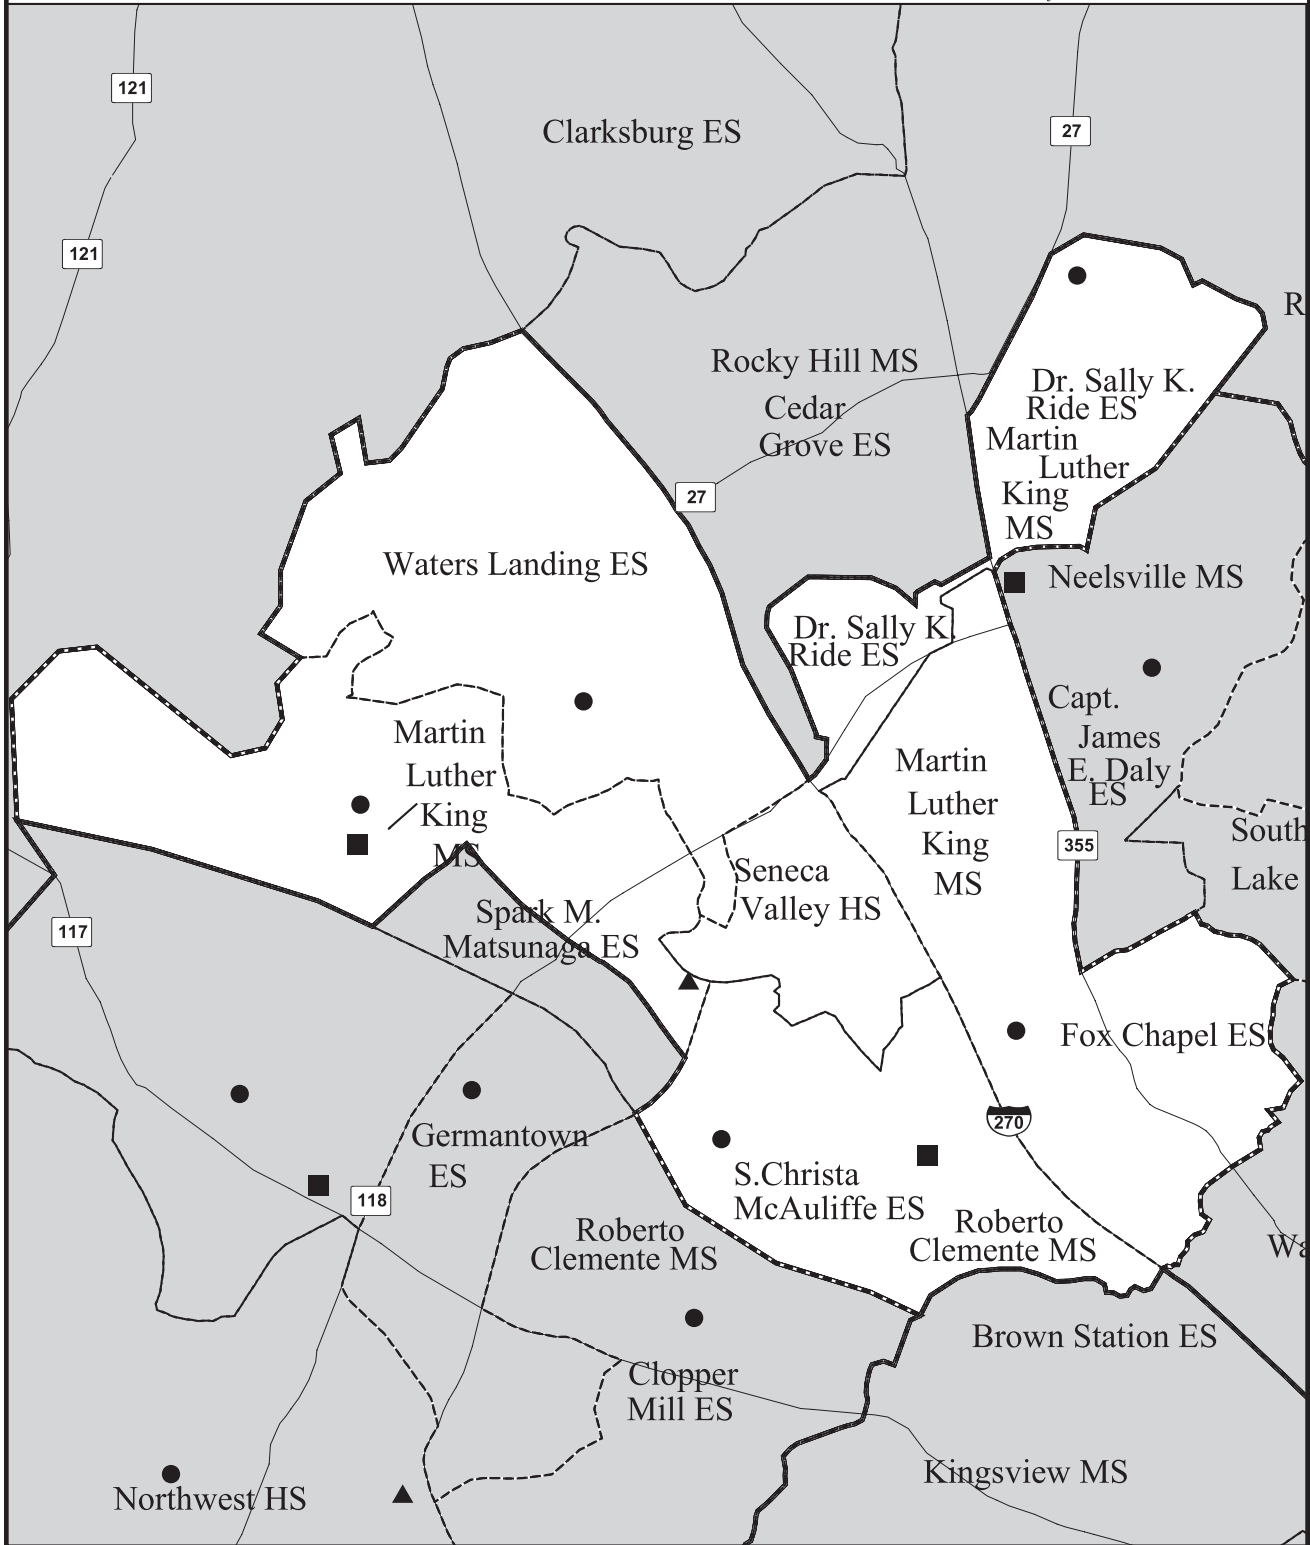 121
Clarksburg ES
27
121
R
Rocky Hill MS
Cedar
Grove ES
Dr. Sally K.
Ride ES
Martin
Luther
King
MS
27
Waters Landing ES
Neelsville MS
Dr. Sally K.
Ride ES
Capt.
James
E. Daly
ES
Martin
Luther
King
MS
Martin
Luther
King
MS
355
South
Lake
Seneca
Valley HS
Spark M.
Matsunaga ES
117
Fox Chapel ES
270
Germantown
ES
S.Christa
McAuliffe ES
118
Roberto
Clemente MS
Roberto
Clemente MS
Wa
Brown Station ES
Clopper
Mill ES
Kingsview MS
Northwest HS